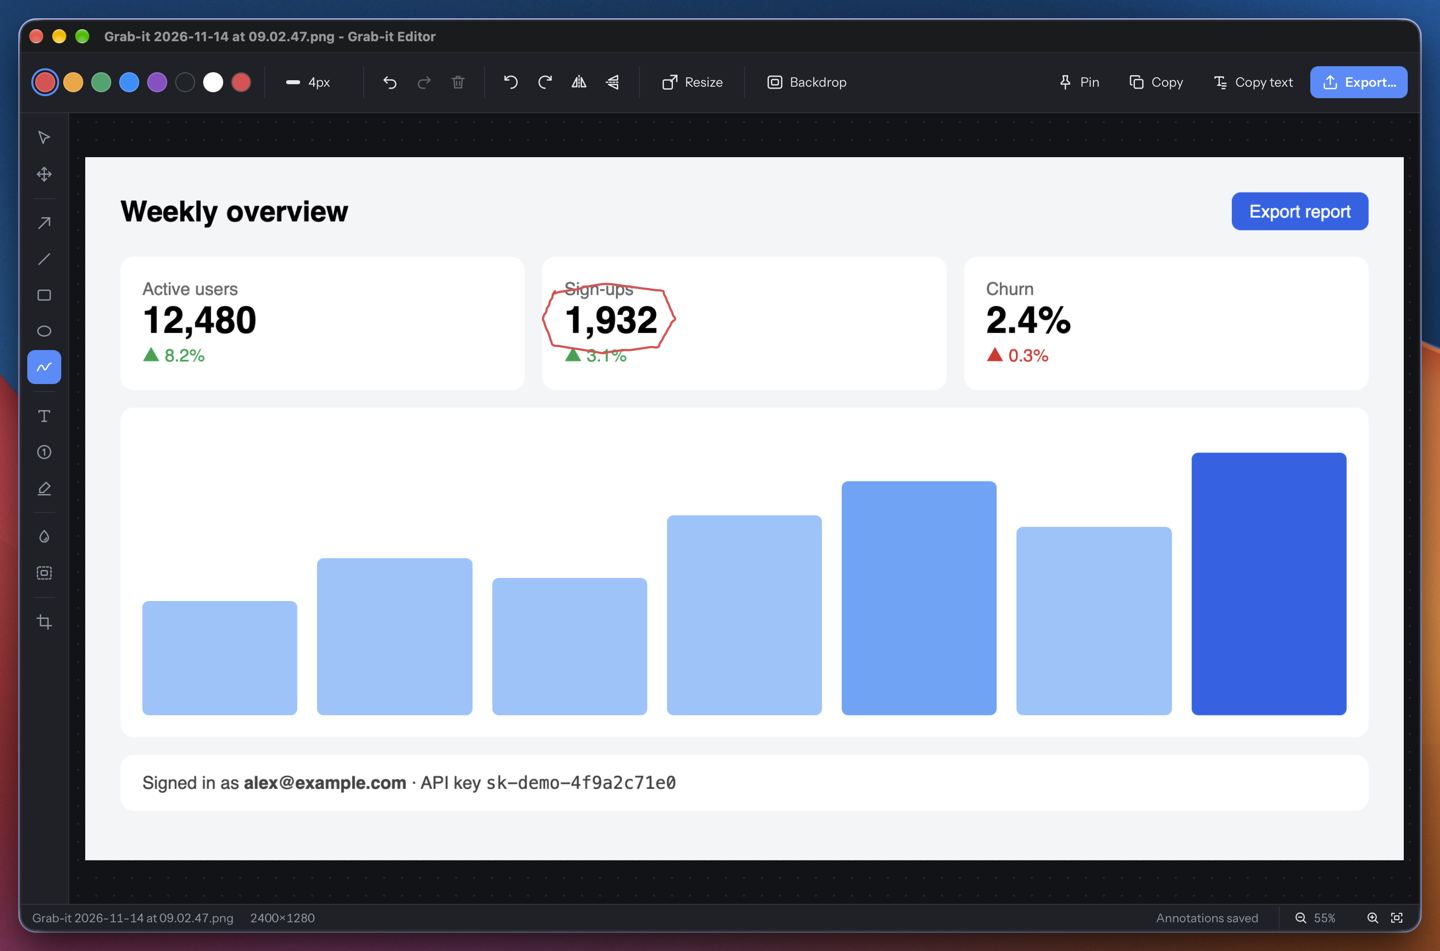 Grab-it 2026-11-14 at 09.02.47.png - Grab-it Editor
4px
Resize
Backdrop
Pin
Copy
Copy text
Export...
Weekly overview
Export report
Active users
12,480
▲ 8.2%
Sign-ups
1,932
▲ 3.1%
Churn
2.4%
▲ 0.3%
Signed in as alex@example.com · API key sk-demo-4f9a2c71e0
Grab-it 2026-11-14 at 09.02.47.png
2400×1280
Annotations saved
55%